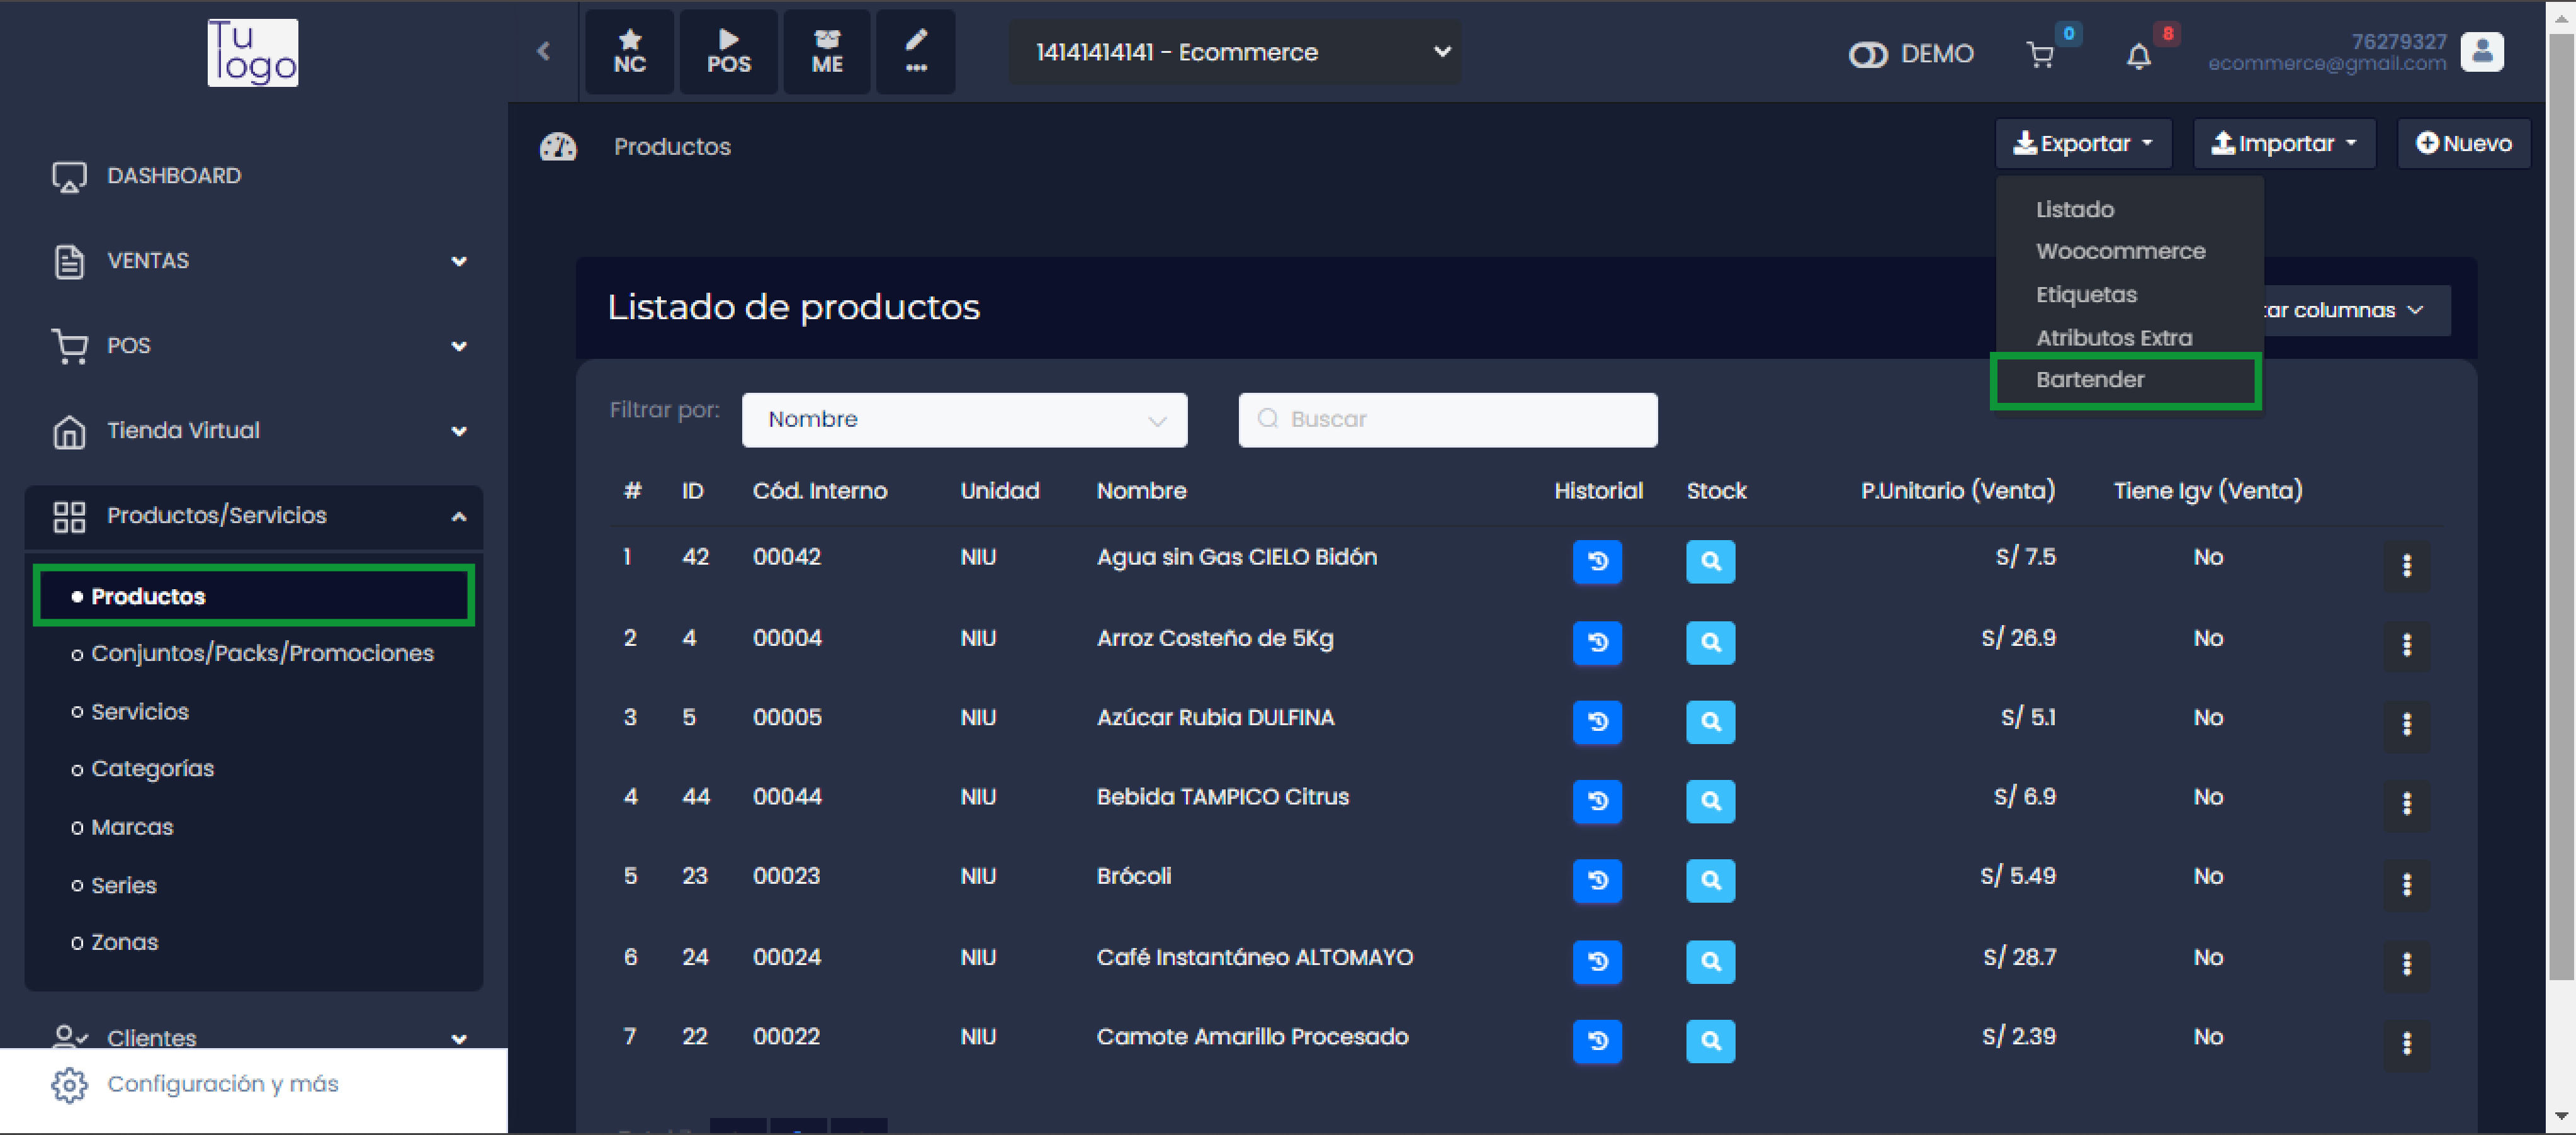 Tu
logo
NC
POS
ME
14141414141 - Ecommerce
DEMO
0
8
76279327
ecommerce@gmail.com
DASHBOARD
VENTAS
POS
Tienda Virtual
Productos/Servicios
Productos
Conjuntos/Packs/Promociones
Servicios
Categorías
Marcas
Series
Zonas
Clientes
Configuración y más
Productos
Exportar
Importar
Nuevo
Listado
Woocommerce
Etiquetas
Atributos Extra
Bartender
Listado de productos
columnas
Filtrar por:
Nombre
Buscar
# ID Cód. Interno Unidad Nombre Historial Stock P.Unitario (Venta) Tiene Igv (Venta)
1 42 00042 NIU Agua sin Gas CIELO Bidón S/ 7.5 No
2 4 00004 NIU Arroz Costeño de 5Kg S/ 26.9 No
3 5 00005 NIU Azúcar Rubia DULFINA S/ 5.1 No
4 44 00044 NIU Bebida TAMPICO Citrus S/ 6.9 No
5 23 00023 NIU Brócoli S/ 5.49 No
6 24 00024 NIU Café Instantáneo ALTOMAYO S/ 28.7 No
7 22 00022 NIU Camote Amarillo Procesado S/ 2.39 No